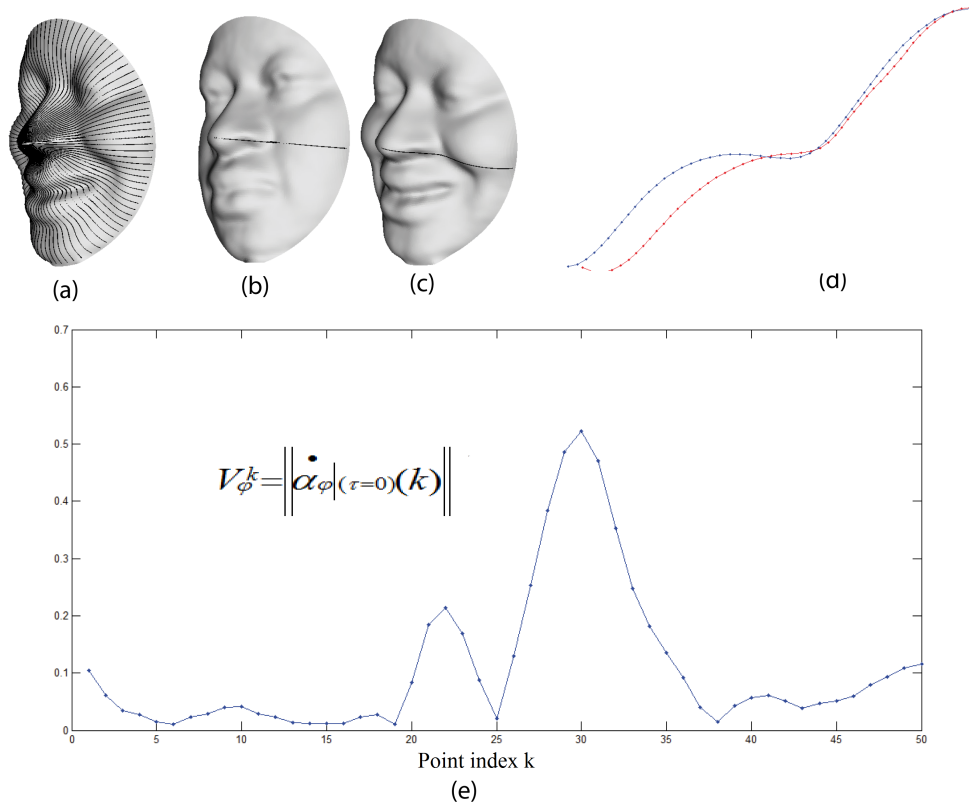 (a)
(b)
(c)
(d)
0.7
0.6
0.5
0.4
0.3
0.2
0.1
0
V_φ^k=||α̇_φ|(τ=0)(k)||
0 5 10 15 20 25 30 35 40 45 50
Point index k
(e)